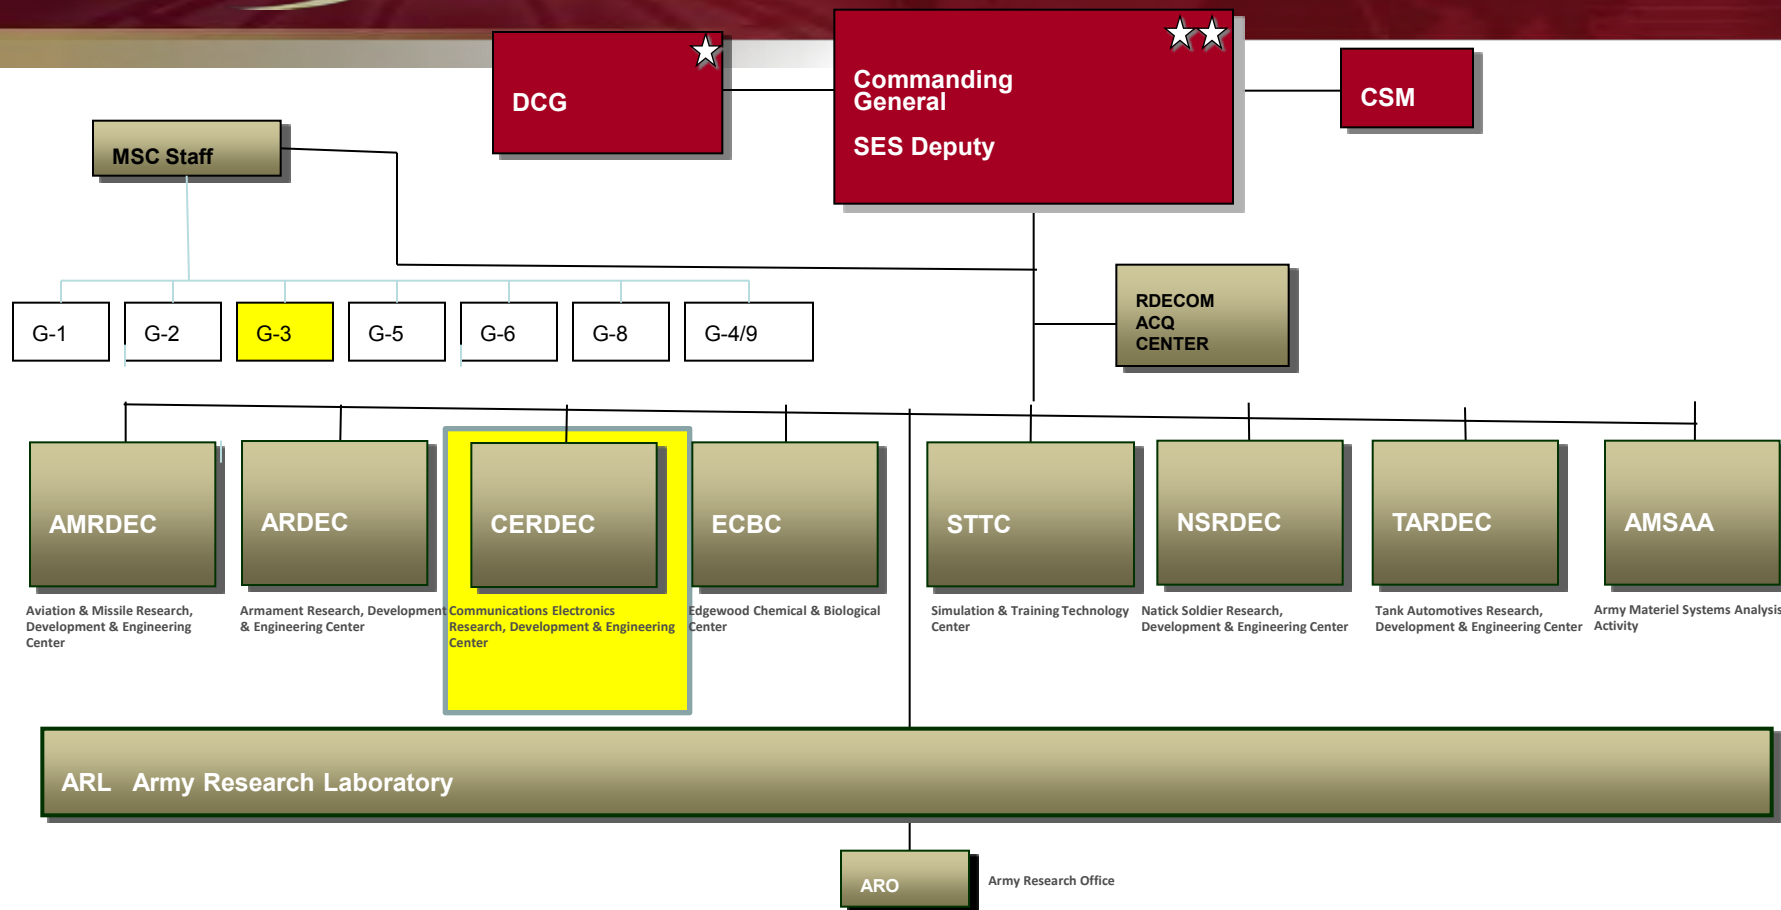 DCG
Commanding
General
SES Deputy
CSM
MSC Staff
G-1
G-2
G-3
G-5
G-6
G-8
G-4/9
RDECOM
ACQ
CENTER
AMRDEC
Aviation & Missile Research,
Development & Engineering
Center
ARDEC
Armament Research, Development
& Engineering Center
CERDEC
Communications Electronics
Research, Development & Engineering
Center
ECBC
Edgewood Chemical & Biological
Center
STTC
Simulation & Training Technology
Center
NSRDEC
Natick Soldier Research,
Development & Engineering Center
TARDEC
Tank Automotives Research,
Development & Engineering Center
AMSAA
Army Materiel Systems Analysis
Activity
ARL Army Research Laboratory
ARO
Army Research Office